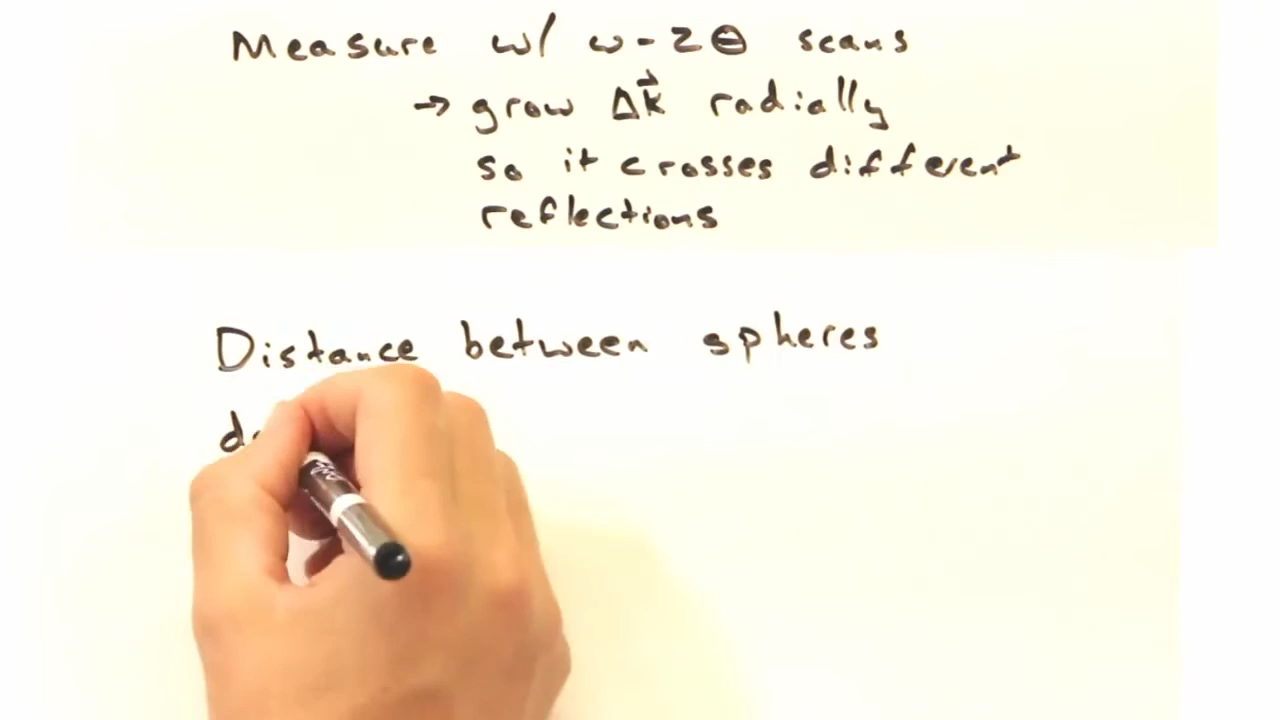 Measure w/ ω-2θ scans
→ grow Δk⃗ radially
so it crosses different
reflections
Distance between spheres